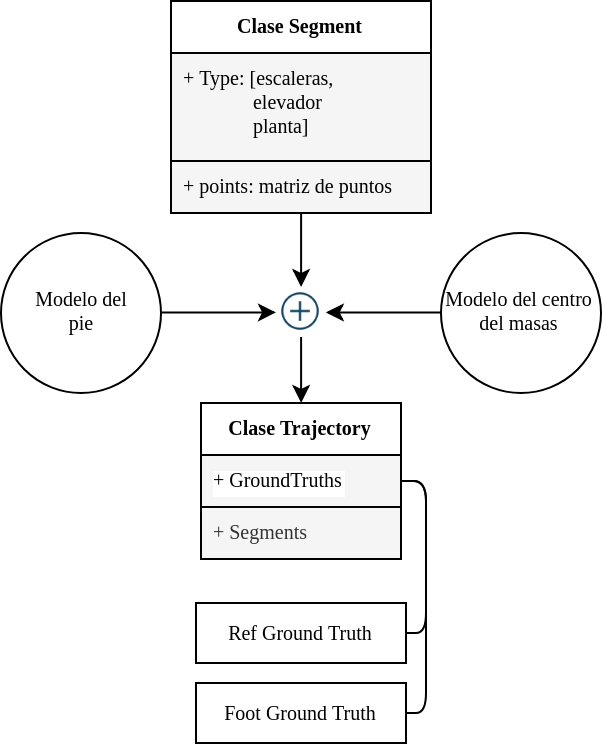 Clase Segment
+ Type: [escaleras,
elevador
planta]
+ points: matriz de puntos
Modelo del
pie
Modelo del centro
del masas
Clase Trajectory
+ GroundTruths
+ Segments
Ref Ground Truth
Foot Ground Truth